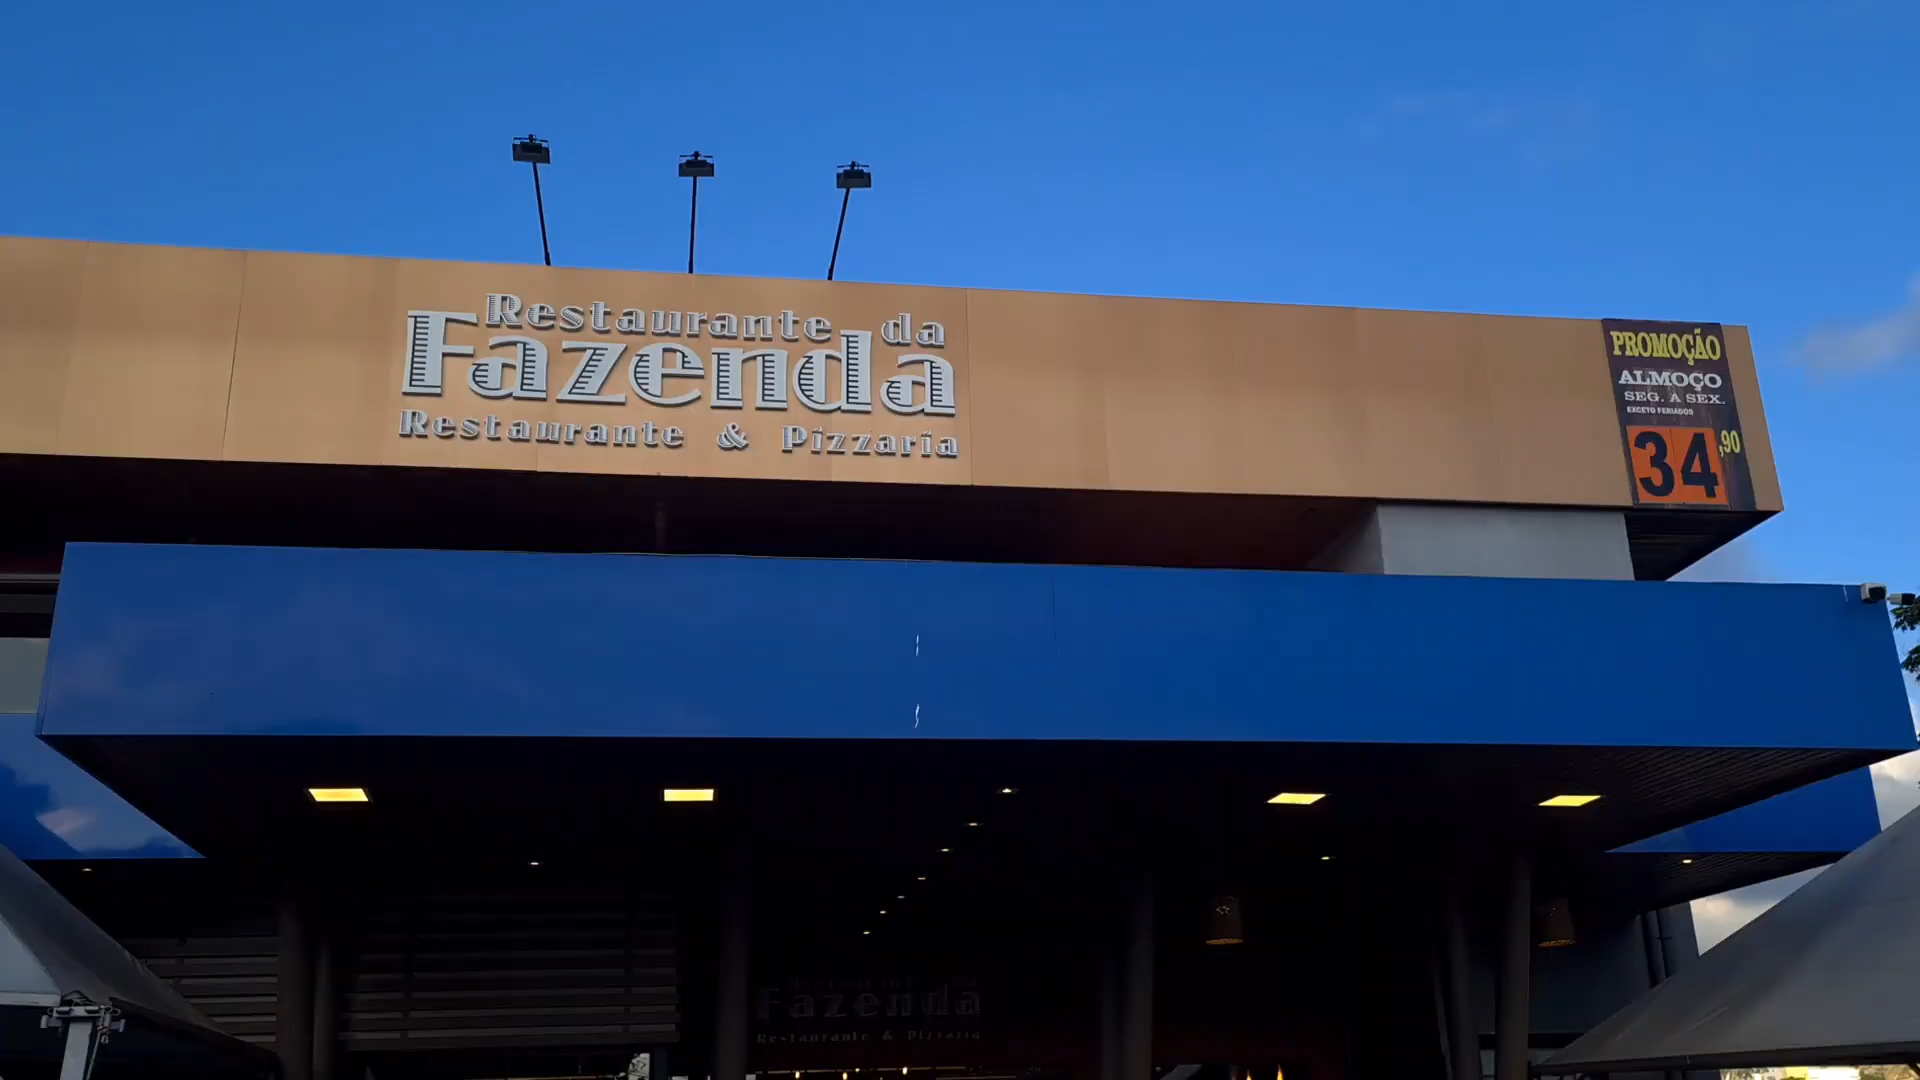 Restaurante da
Fazenda
Restaurante & Pizzaria
PROMOÇÃO
ALMOÇO
SEG. A SEX.
EXCETO FERIADOS
34,90
Fazenda
Restaurante & Pizzaria